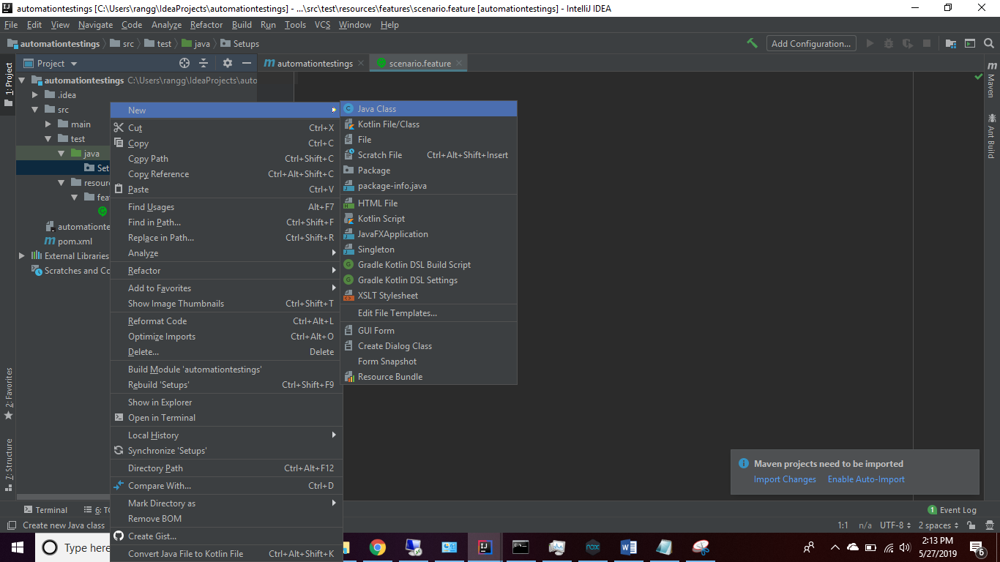 automationtestings [C:\Users\rangg\IdeaProjects\automationtestings] - ...\src\test\resources\features\scenario.feature [automationtestings] - IntelliJ IDEA
File Edit View Navigate Code Analyze Refactor Build Run Tools VCS Window Help
automationtestings src test java Setups Add Configuration...
Project automationtestings scenario.feature
1: Project
2: Favorites
7: Structure
automationtestings C:\Users\rangg\IdeaProjects\auto
.idea
src
main
test
java
Set
resour
fea
automationte
pom.xml
External Libraries
Scratches and Co
New
Cut Ctrl+X
Copy Ctrl+C
Copy Path Ctrl+Shift+C
Copy Reference Ctrl+Alt+Shift+C
Paste Ctrl+V
Find Usages Alt+F7
Find in Path... Ctrl+Shift+F
Replace in Path... Ctrl+Shift+R
Analyze
Refactor
Add to Favorites
Show Image Thumbnails Ctrl+Shift+T
Reformat Code Ctrl+Alt+L
Optimize Imports Ctrl+Alt+O
Delete... Delete
Build Module 'automationtestings'
Rebuild 'Setups' Ctrl+Shift+F9
Show in Explorer
Open in Terminal
Local History
Synchronize 'Setups'
Directory Path Ctrl+Alt+F12
Compare With... Ctrl+D
Mark Directory as
Remove BOM
Create Gist...
Convert Java File to Kotlin File Ctrl+Alt+Shift+K
Java Class
Kotlin File/Class
File
Scratch File Ctrl+Alt+Shift+Insert
Package
package-info.java
HTML File
Kotlin Script
JavaFXApplication
Singleton
Gradle Kotlin DSL Build Script
Gradle Kotlin DSL Settings
XSLT Stylesheet
Edit File Templates...
GUI Form
Create Dialog Class
Form Snapshot
Resource Bundle
m Maven
Ant Build
Maven projects need to be imported
Import Changes Enable Auto-Import
Terminal 6: TO 1 Event Log
Create new Java class 1:1 n/a UTF-8 2 spaces
Type here nox 2:13 PM
5/27/2019 6